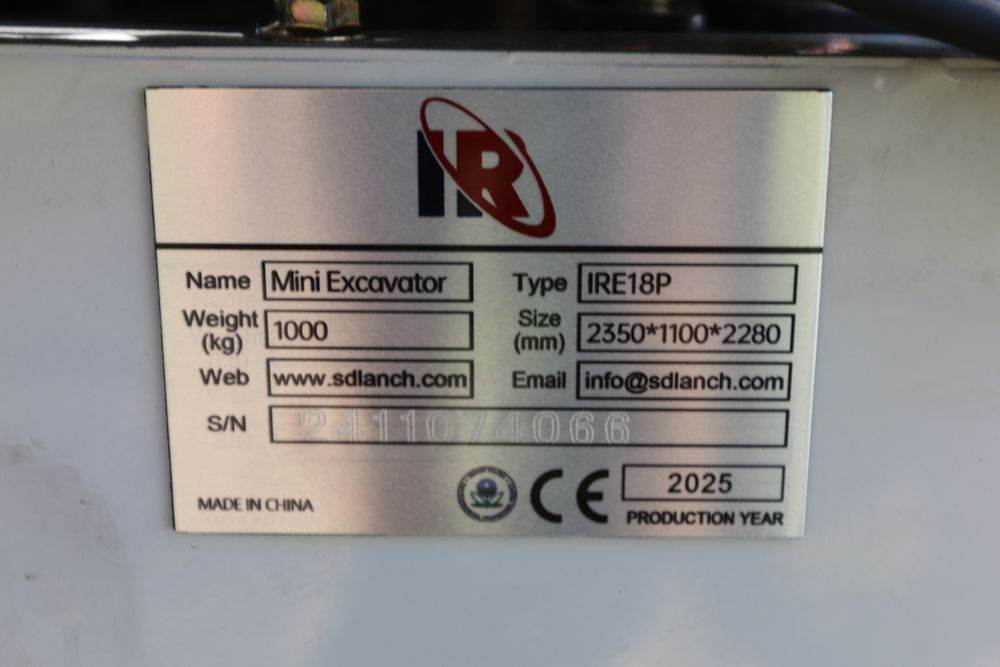 IR
Name Mini Excavator Type IRE18P
Weight (kg) 1000 Size (mm) 2350*1100*2280
Web www.sdlanch.com Email info@sdlanch.com
S/N 2411074066
MADE IN CHINA CE 2025
PRODUCTION YEAR